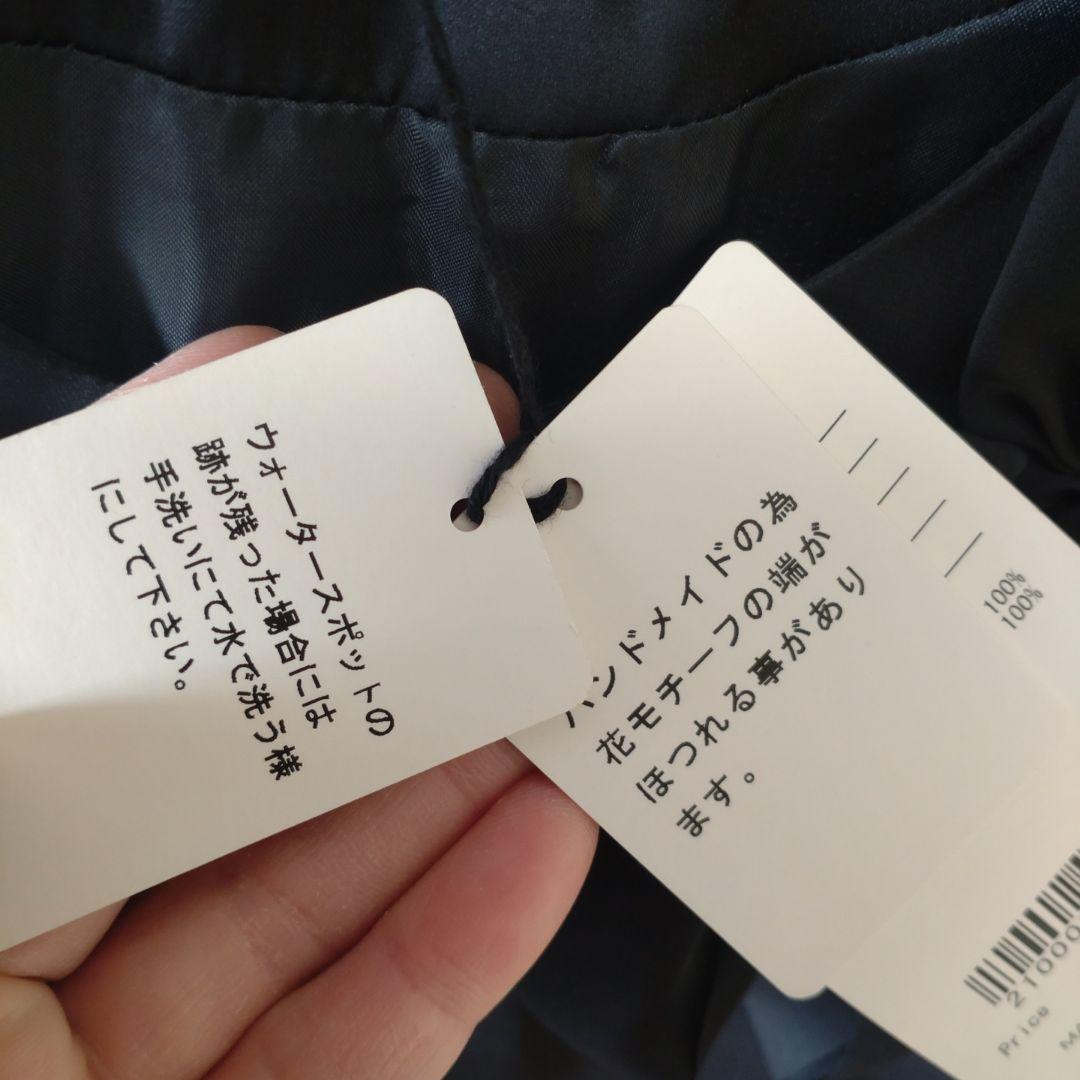 ウォータースポットの
跡が残った場合には
手洗いにて水で洗う様
にして下さい。
ハンドメイドの為
花モチーフの端が
ほつれる事があり
ます。
100%
100%
21000
Price